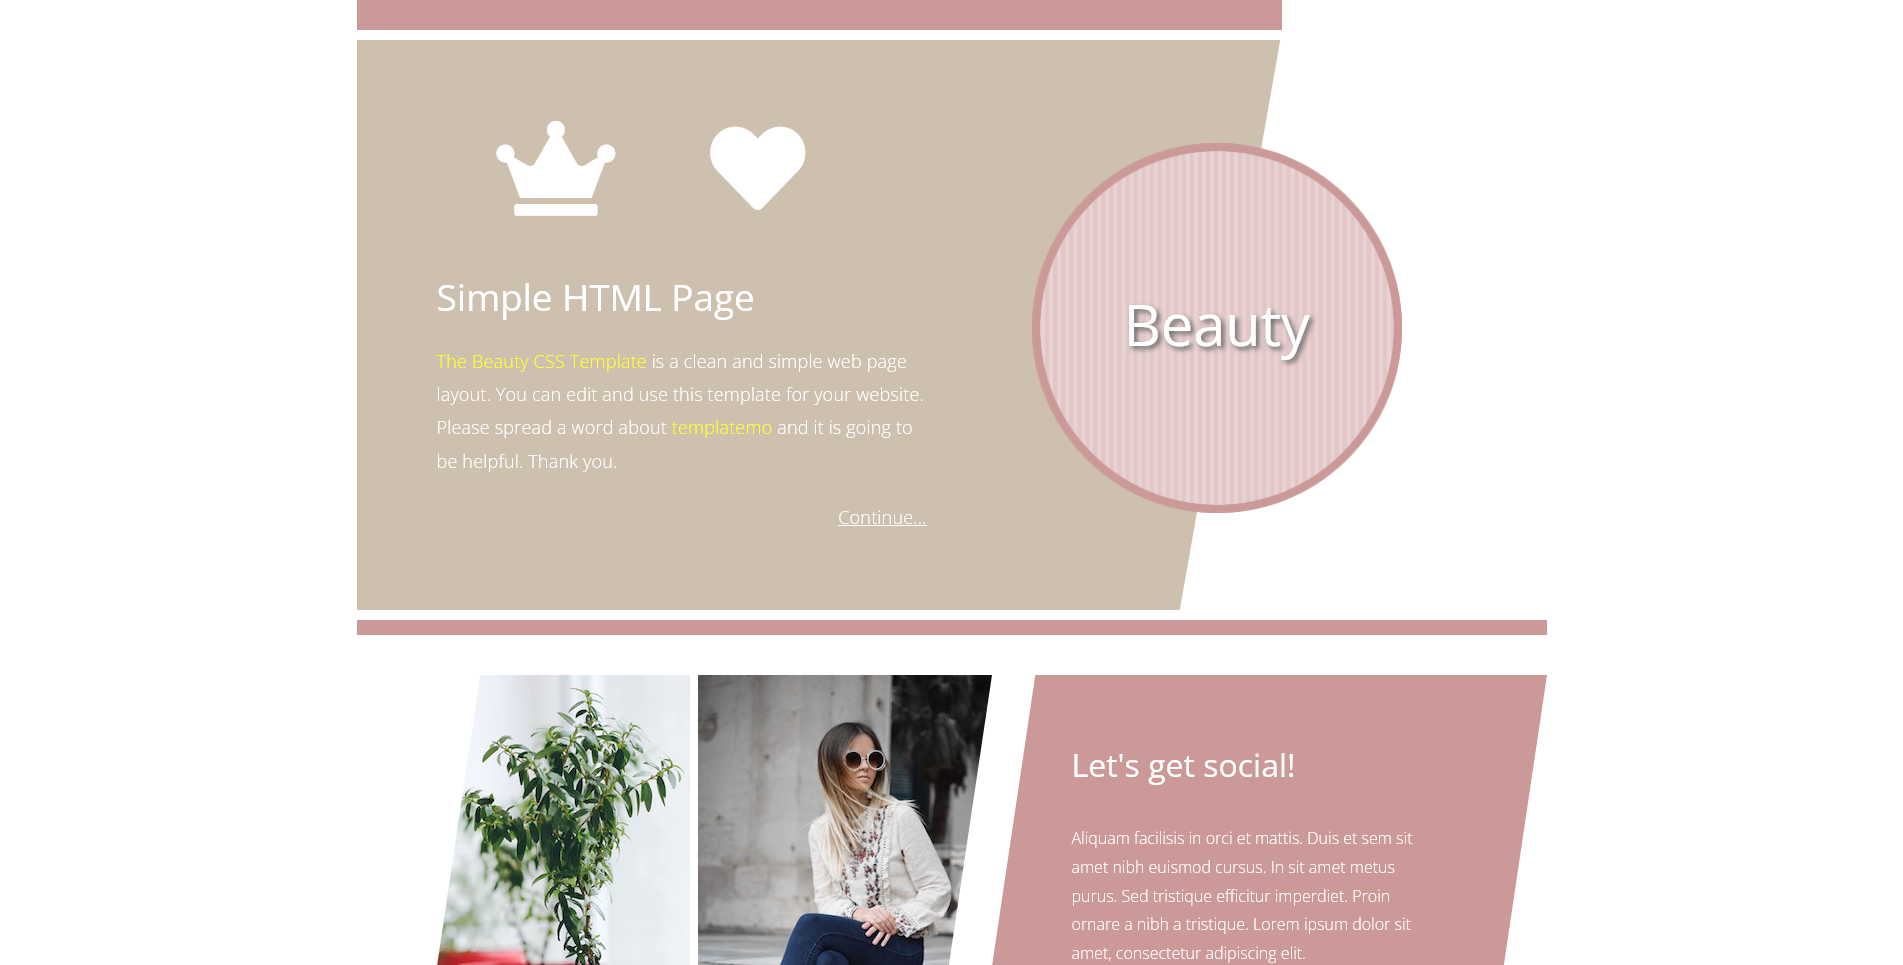 Simple HTML Page
The Beauty CSS Template is a clean and simple web page
layout. You can edit and use this template for your website.
Please spread a word about templatemo and it is going to
be helpful. Thank you.
Continue...
Beauty
Let's get social!
Aliquam facilisis in orci et mattis. Duis et sem sit
amet nibh euismod cursus. In sit amet metus
purus. Sed tristique efficitur imperdiet. Proin
ornare a nibh a tristique. Lorem ipsum dolor sit
amet, consectetur adipiscing elit.